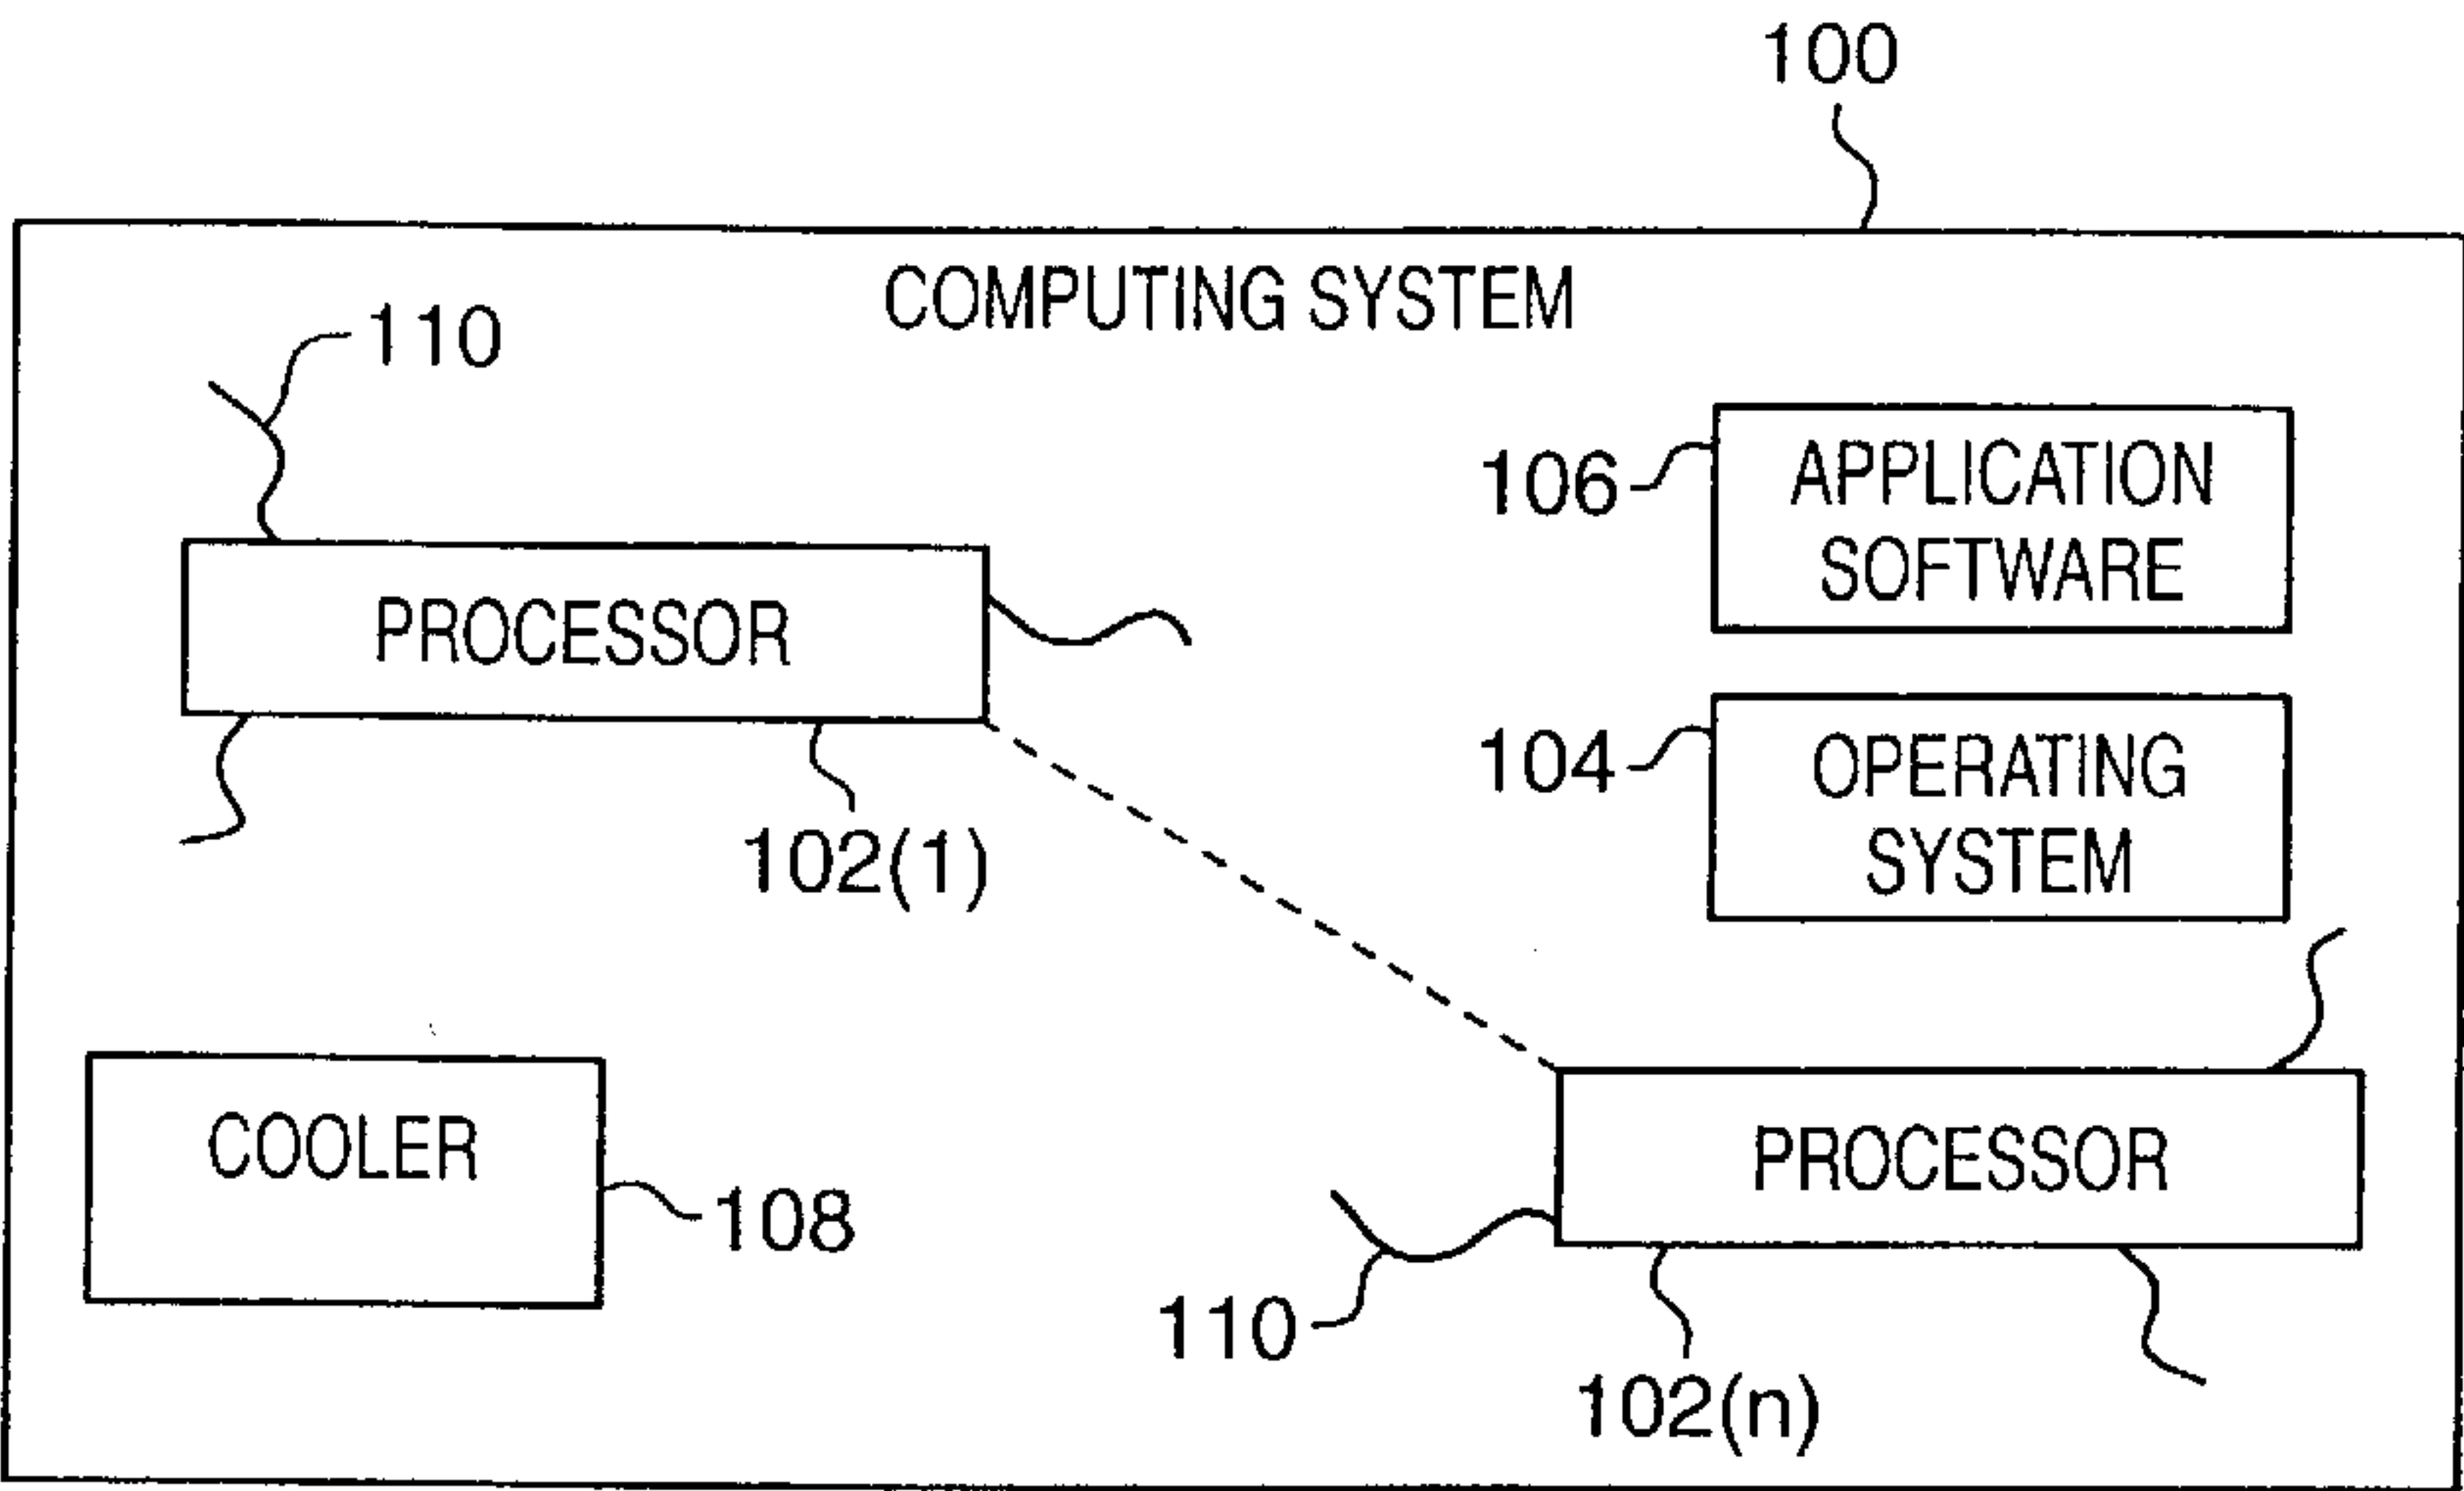 100
COMPUTING SYSTEM
110
106
APPLICATION
SOFTWARE
PROCESSOR
104
OPERATING
SYSTEM
102(1)
COOLER
108
PROCESSOR
110
102(n)